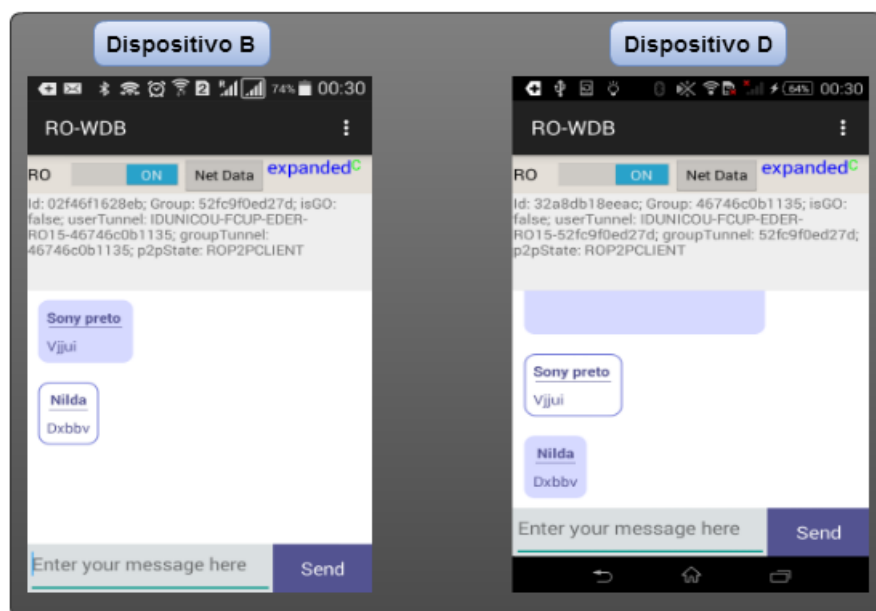 Dispositivo B
74% 00:30
RO-WDB
RO ON Net Data expanded C
Id: 02f46f1628eb; Group: 52fc9f0ed27d; isGO:
false; userTunnel: IDUNICOU-FCUP-EDER-
RO15-46746c0b1135; groupTunnel:
46746c0b1135; p2pState: ROP2PCLIENT
Sony preto
Vjjui
Nilda
Dxbbv
Enter your message here Send
Dispositivo D
64% 00:30
RO-WDB
RO ON Net Data expanded C
Id: 32a8db18eeac; Group: 46746c0b1135; isGO:
false; userTunnel: IDUNICOU-FCUP-EDER-
RO15-52fc9f0ed27d; groupTunnel: 52fc9f0ed27d;
p2pState: ROP2PCLIENT
Sony preto
Vjjui
Nilda
Dxbbv
Enter your message here Send